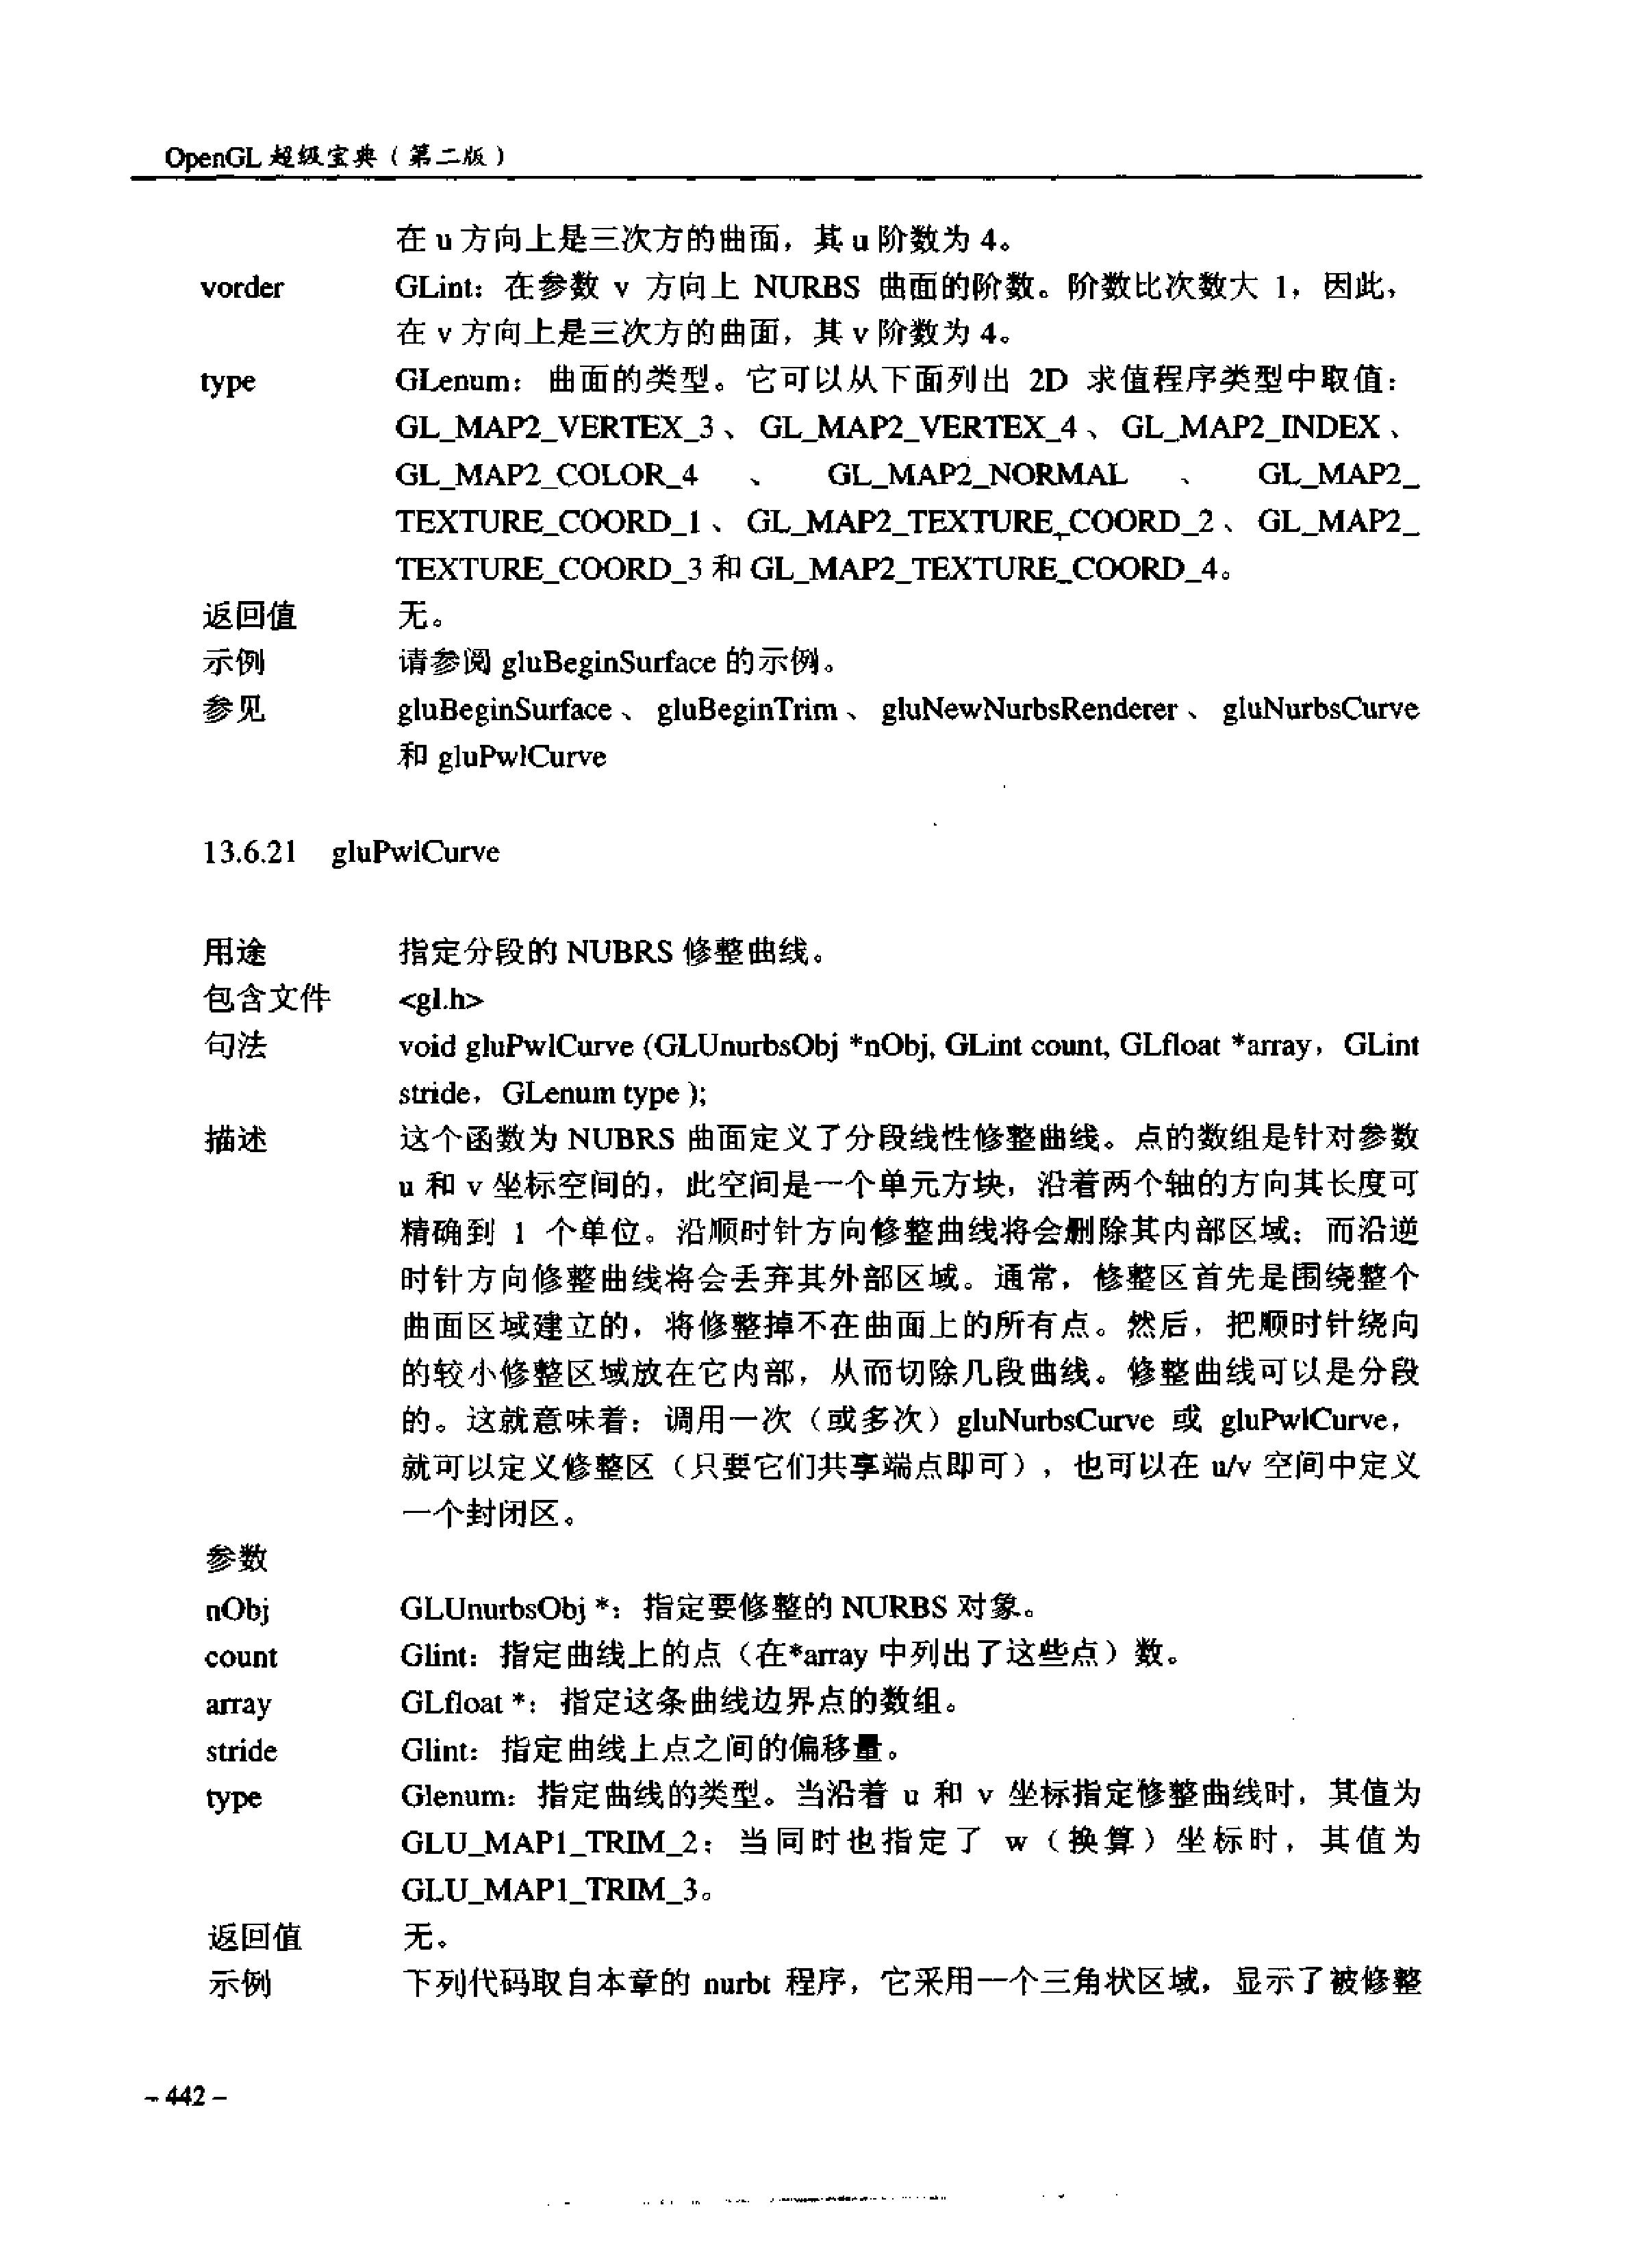 OpenGL 超级宝典（第二版）
在 u 方向上是三次方的曲面，其 u 阶数为 4。
vorder GLint：在参数 v 方向上 NURBS 曲面的阶数。阶数比次数大 1，因此，
在 v 方向上是三次方的曲面，其 v 阶数为 4。
type GLenum：曲面的类型。它可以从下面列出 2D 求值程序类型中取值：
GL_MAP2_VERTEX_3、GL_MAP2_VERTEX_4、GL_MAP2_INDEX、
GL_MAP2_COLOR_4 、 GL_MAP2_NORMAL 、 GL_MAP2_
TEXTURE_COORD_1、GL_MAP2_TEXTURE_COORD_2、GL_MAP2_
TEXTURE_COORD_3 和 GL_MAP2_TEXTURE_COORD_4。
返回值 无。
示例 请参阅 gluBeginSurface 的示例。
参见 gluBeginSurface、gluBeginTrim、gluNewNurbsRenderer、gluNurbsCurve
和 gluPwlCurve
13.6.21 gluPwlCurve
用途 指定分段的 NUBRS 修整曲线。
包含文件 <gl.h>
句法 void gluPwlCurve (GLUnurbsObj *nObj, GLint count, GLfloat *array，GLint
stride，GLenum type );
描述 这个函数为 NUBRS 曲面定义了分段线性修整曲线。点的数组是针对参数
u 和 v 坐标空间的，此空间是一个单元方块，沿着两个轴的方向其长度可
精确到 1 个单位。沿顺时针方向修整曲线将会删除其内部区域；而沿逆
时针方向修整曲线将会丢弃其外部区域。通常，修整区首先是围绕整个
曲面区域建立的，将修整掉不在曲面上的所有点。然后，把顺时针绕向
的较小修整区域放在它内部，从而切除几段曲线。修整曲线可以是分段
的。这就意味着：调用一次（或多次）gluNurbsCurve 或 gluPwlCurve，
就可以定义修整区（只要它们共享端点即可），也可以在 u/v 空间中定义
一个封闭区。
参数
nObj GLUnurbsObj *：指定要修整的 NURBS 对象。
count Glint：指定曲线上的点（在*array 中列出了这些点）数。
array GLfloat *：指定这条曲线边界点的数组。
stride Glint：指定曲线上点之间的偏移量。
type Glenum：指定曲线的类型。当沿着 u 和 v 坐标指定修整曲线时，其值为
GLU_MAP1_TRIM_2；当同时也指定了 w（换算）坐标时，其值为
GLU_MAP1_TRIM_3。
返回值 无。
示例 下列代码取自本章的 nurbt 程序，它采用一个三角状区域，显示了被修整
- 442 -